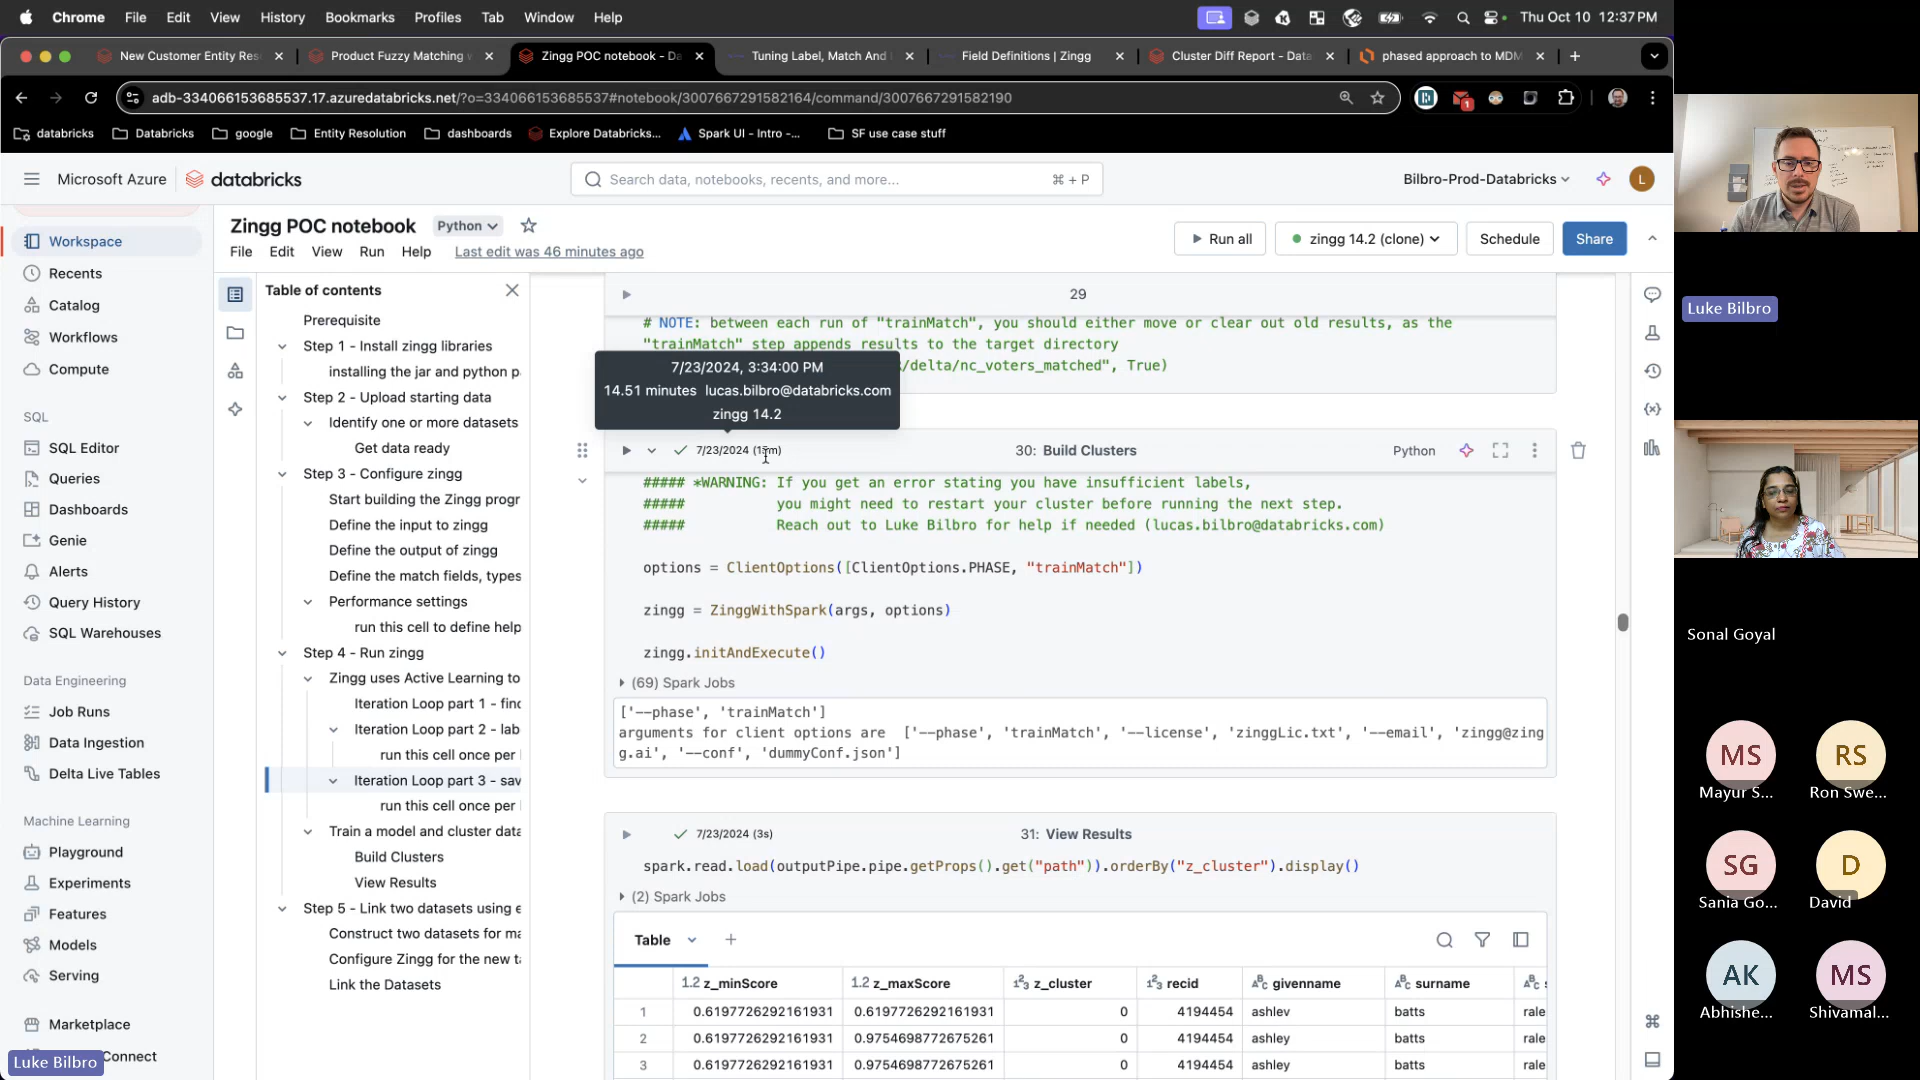 Chrome File Edit View History Bookmarks Profiles Tab Window Help
Thu Oct 10 12:37 PM
New Customer Entity Res
Product Fuzzy Matching
Zingg POC notebook - Da
Tuning Label, Match And
Field Definitions | Zingg
Cluster Diff Report - Data
phased approach to MDM
adb-334066153685537.17.azuredatabricks.net/?o=334066153685537#notebook/3007667291582164/command/3007667291582190
1
databricks Databricks google Entity Resolution dashboards Explore Databricks... Spark UI - Intro -... SF use case stuff
Microsoft Azure databricks
Search data, notebooks, recents, and more... ⌘ + P
Bilbro-Prod-Databricks
L
Workspace
Recents
Catalog
Workflows
Compute
SQL
SQL Editor
Queries
Dashboards
Genie
Alerts
Query History
SQL Warehouses
Data Engineering
Job Runs
Data Ingestion
Delta Live Tables
Machine Learning
Playground
Experiments
Features
Models
Serving
Marketplace
Connect
Luke Bilbro
Zingg POC notebook Python
File Edit View Run Help Last edit was 46 minutes ago
Run all zingg 14.2 (clone) Schedule Share
Table of contents
Prerequisite
Step 1 - Install zingg libraries
installing the jar and python p
Step 2 - Upload starting data
Identify one or more datasets
Get data ready
Step 3 - Configure zingg
Start building the Zingg progr
Define the input to zingg
Define the output of zingg
Define the match fields, types
Performance settings
run this cell to define help
Step 4 - Run zingg
Zingg uses Active Learning to
Iteration Loop part 1 - find
Iteration Loop part 2 - lab
run this cell once per
Iteration Loop part 3 - sav
run this cell once per
Train a model and cluster data
Build Clusters
View Results
Step 5 - Link two datasets using e
Construct two datasets for ma
Configure Zingg for the new ta
Link the Datasets
29
# NOTE: between each run of "trainMatch", you should either move or clear out old results, as the
"trainMatch" step appends results to the target directory
/delta/nc_voters_matched", True)
7/23/2024, 3:34:00 PM
14.51 minutes lucas.bilbro@databricks.com
zingg 14.2
7/23/2024 (15m) 30: Build Clusters Python
##### *WARNING: If you get an error stating you have insufficient labels,
##### you might need to restart your cluster before running the next step.
##### Reach out to Luke Bilbro for help if needed (lucas.bilbro@databricks.com)
options = ClientOptions([ClientOptions.PHASE, "trainMatch"])
zingg = ZinggWithSpark(args, options)
zingg.initAndExecute()
(69) Spark Jobs
['--phase', 'trainMatch']
arguments for client options are ['--phase', 'trainMatch', '--license', 'zinggLic.txt', '--email', 'zingg@zing
g.ai', '--conf', 'dummyConf.json']
7/23/2024 (3s) 31: View Results
spark.read.load(outputPipe.pipe.getProps().get("path")).orderBy("z_cluster").display()
(2) Spark Jobs
Table
1.2 z_minScore 1.2 z_maxScore z_cluster recid givenname surname
1 0.6197726292161931 0.6197726292161931 0 4194454 ashlev batts rale
2 0.6197726292161931 0.9754698772675261 0 4194454 ashley batts rale
3 0.6197726292161931 0.9754698772675261 0 4194454 ashley batts rale
Luke Bilbro
Sonal Goyal
MS RS
Mayur S... Ron Swe...
SG D
Sania Go... David
AK MS
Abhishe... Shivamal...